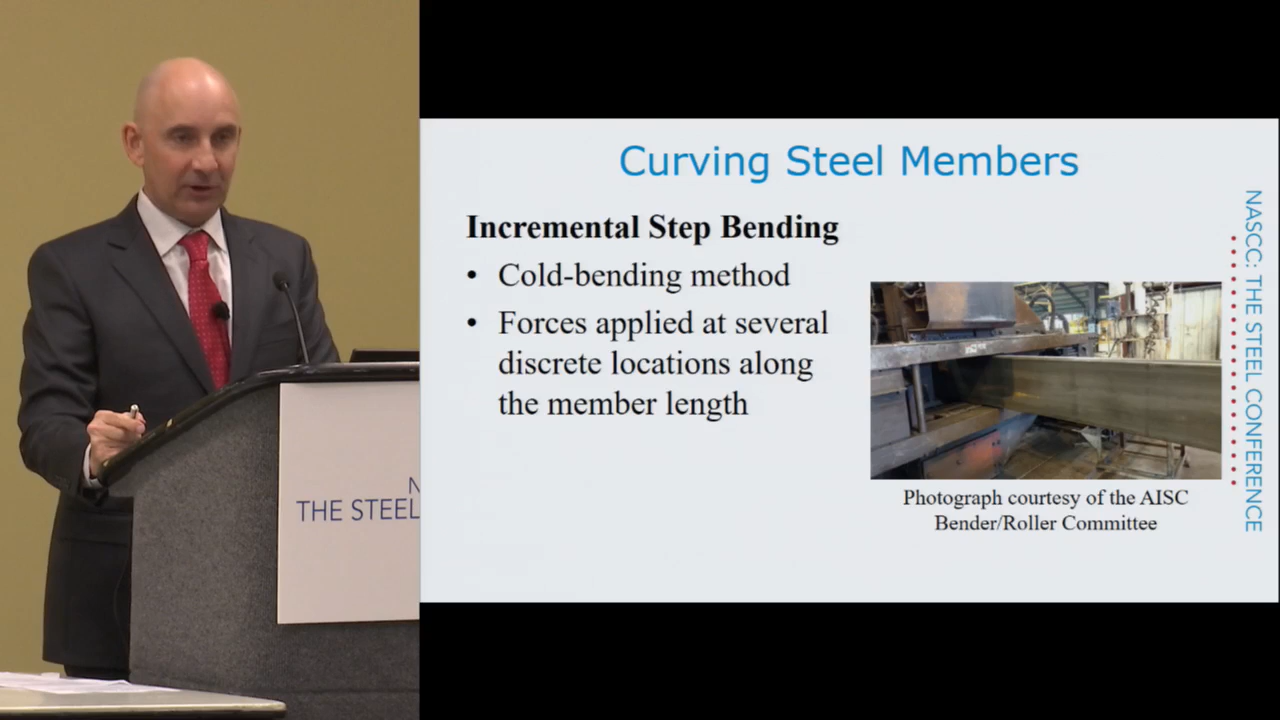 Curving Steel Members
Incremental Step Bending
• Cold-bending method
• Forces applied at several
discrete locations along
the member length
Photograph courtesy of the AISC
Bender/Roller Committee
NASCC: THE STEEL CONFERENCE
N
THE STEEL